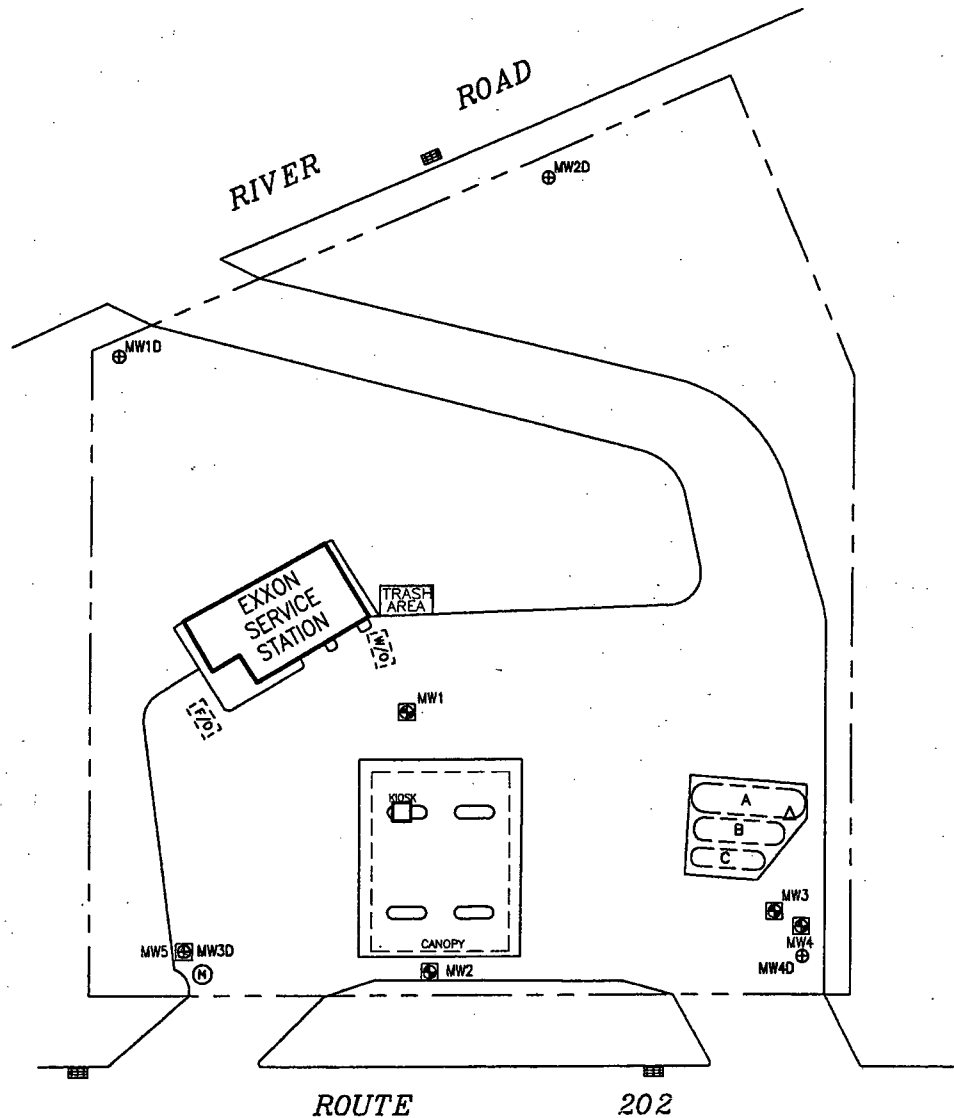 RIVER ROAD
MW2D
MW1D
EXXON
SERVICE
STATION
TRASH
AREA
W/O
F/O
MW1
KIOSK
A
B
C
MW3
MW4
MW4D
MW5
MW3D
M
CANOPY
MW2
ROUTE 202